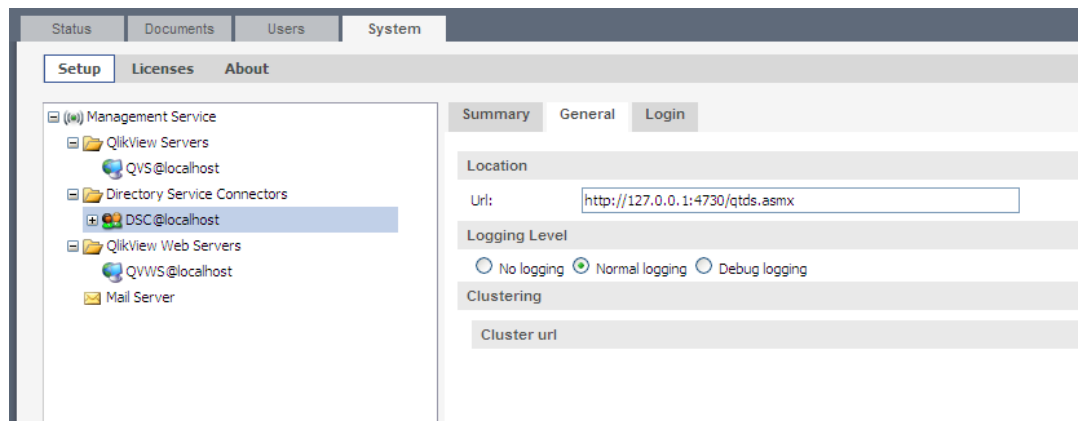 Status Documents Users System
Setup Licenses About
Management Service
QlikView Servers
QVS@localhost
Directory Service Connectors
DSC@localhost
QlikView Web Servers
QVWS@localhost
Mail Server
Summary General Login
Location
Url: http://127.0.0.1:4730/qtds.asmx
Logging Level
No logging Normal logging Debug logging
Clustering
Cluster url